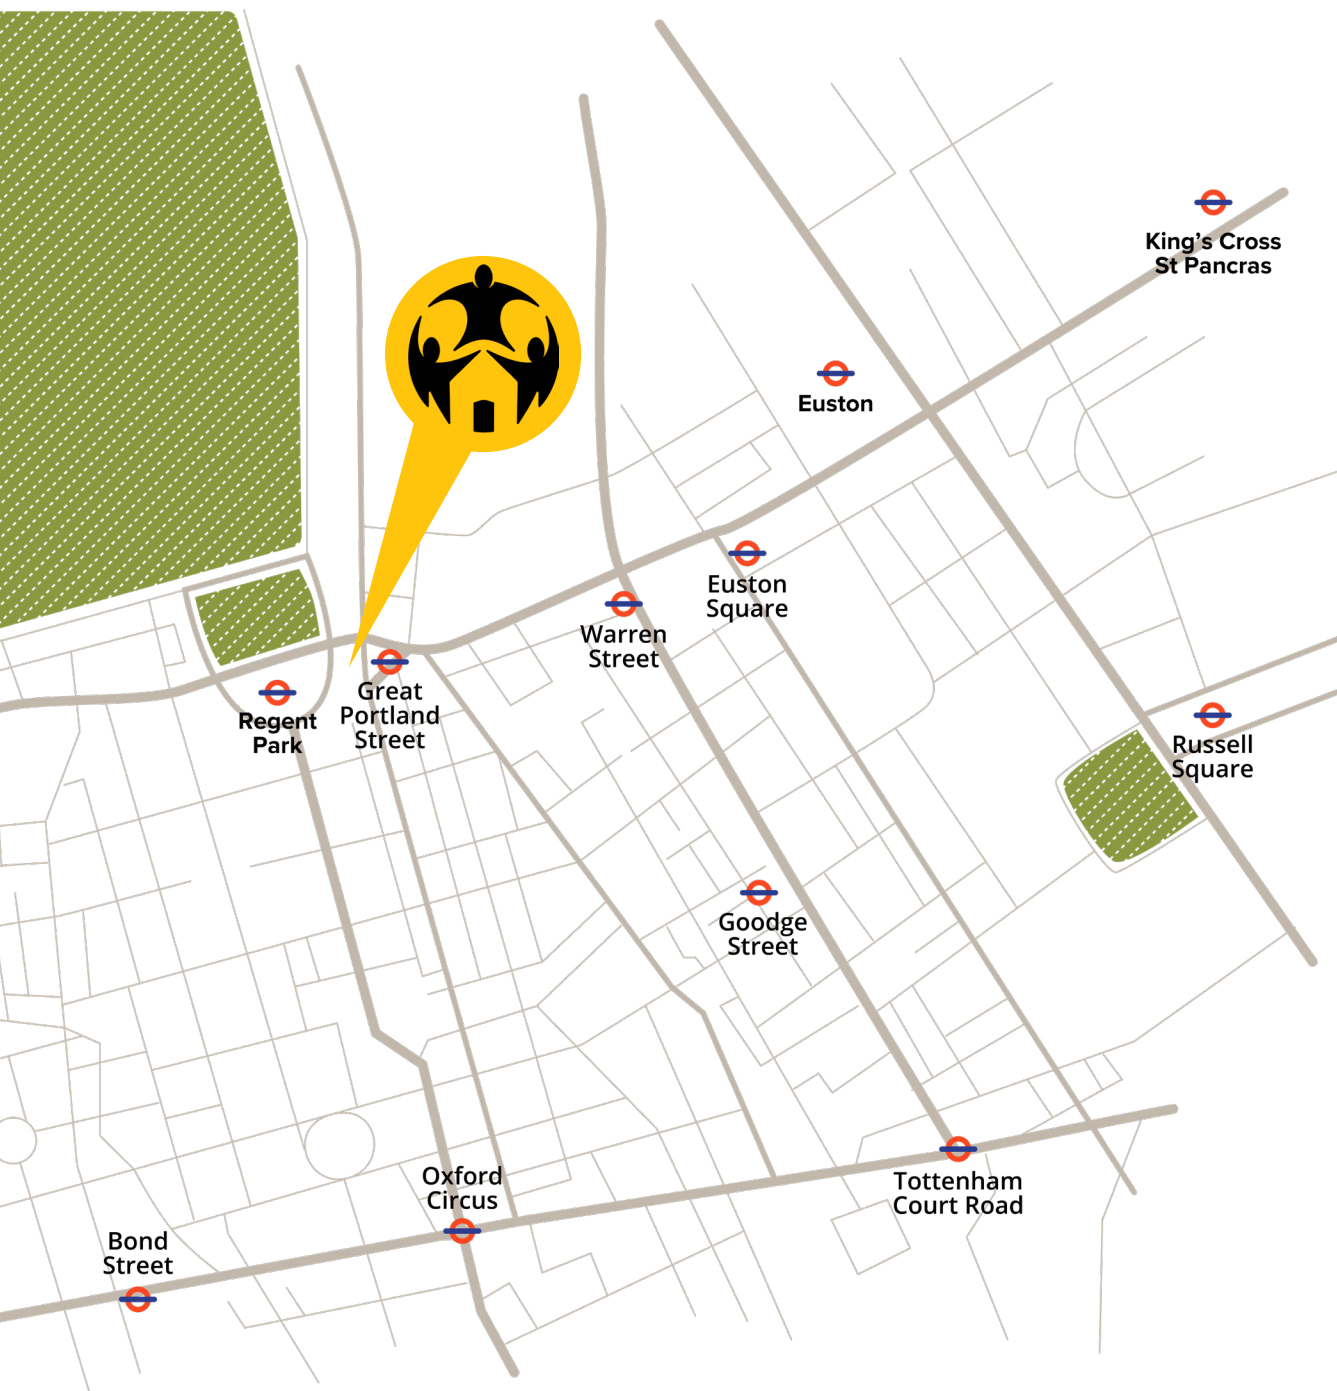 King’s Cross
St Pancras
Euston
Euston
Square
Warren
Street
Great
Portland
Street
Regent
Park
Russell
Square
Goodge
Street
Oxford
Circus
Tottenham
Court Road
Bond
Street